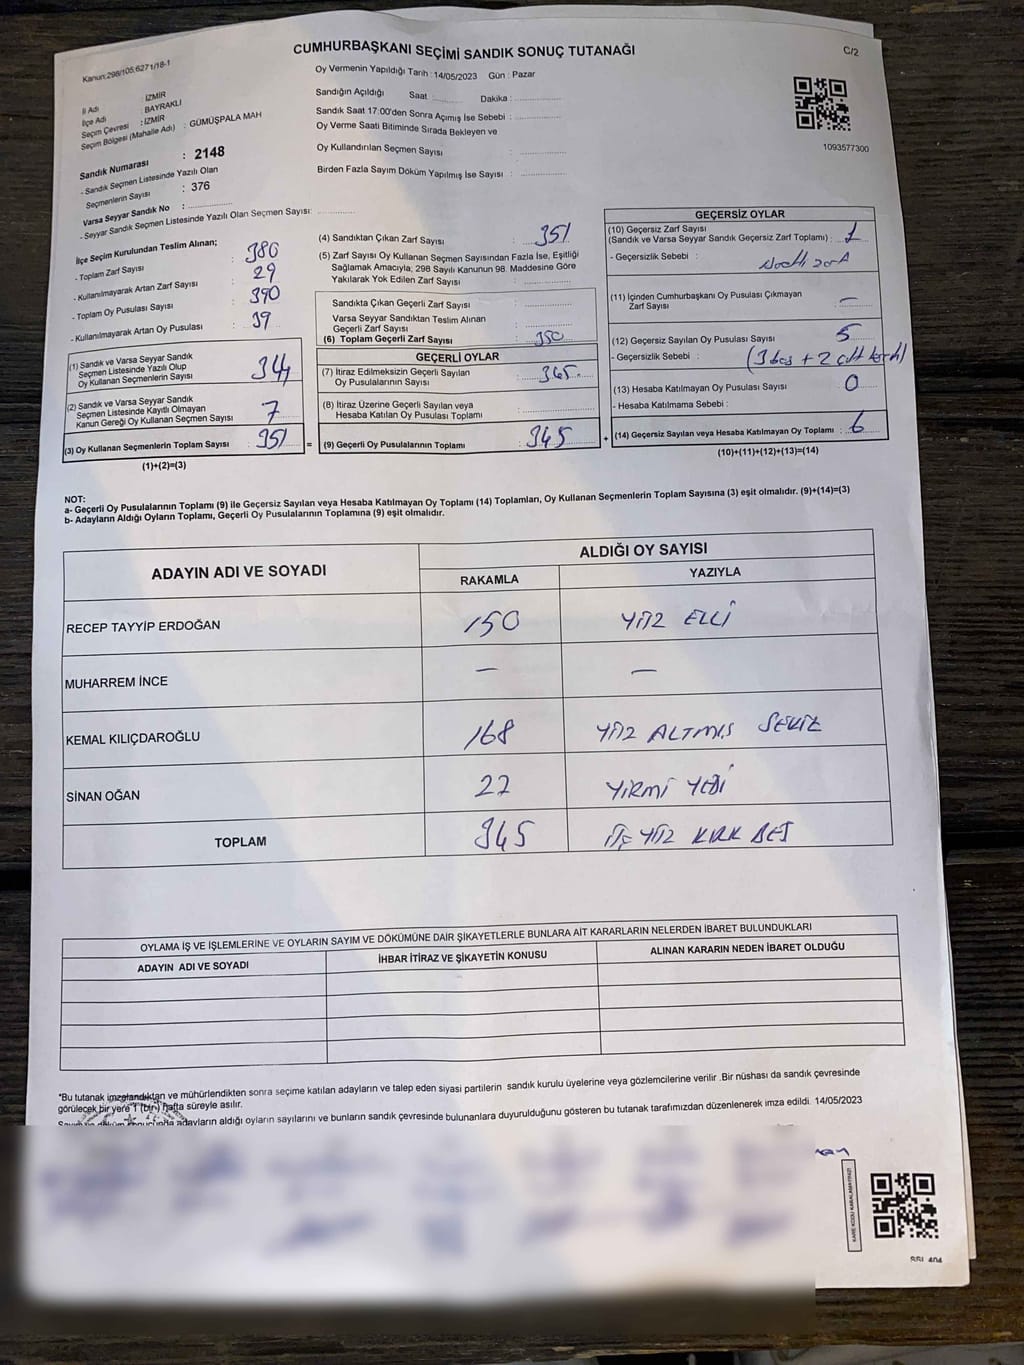 CUMHURBAŞKANI SEÇİMİ SANDIK SONUÇ TUTANAĞI
C/2
Kanun:298/105,6271/18-1
Oy Vermenin Yapıldığı Tarih : 14/05/2023 Gün : Pazar
İl Adı : İZMİR
İlçe Adı : BAYRAKLI
Seçim Çevresi : İZMİR
Seçim Bölgesi (Mahalle Adı) : GÜMÜŞPALA MAH
Sandık Numarası : 2148
- Sandık Seçmen Listesinde Yazılı Olan
Seçmenlerin Sayısı : 376
Varsa Seyyar Sandık No :
- Seyyar Sandık Seçmen Listesinde Yazılı Olan Seçmen Sayısı:
Sandığın Açıldığı Saat Dakika :
Sandık Saat 17:00'den Sonra Açımış İse Sebebi :
Oy Verme Saati Bitiminde Sırada Bekleyen ve
Oy Kullandırılan Seçmen Sayısı :
Birden Fazla Sayım Döküm Yapılmış İse Sayısı :
1093577300
İlçe Seçim Kurulundan Teslim Alınan;
- Toplam Zarf Sayısı : 380
- Kullanılmayarak Artan Zarf Sayısı : 29
- Toplam Oy Pusulası Sayısı : 390
- Kullanılmayarak Artan Oy Pusulası : 39
(1) Sandık ve Varsa Seyyar Sandık
Seçmen Listesinde Yazılı Olup
Oy Kullanan Seçmenlerin Sayısı 344
(2) Sandık ve Varsa Seyyar Sandık
Seçmen Listesinde Kayıtlı Olmayan
Kanun Gereği Oy Kullanan Seçmen Sayısı 7
(3) Oy Kullanan Seçmenlerin Toplam Sayısı : 351
(1)+(2)=(3)
(4) Sandıktan Çıkan Zarf Sayısı : 351
(5) Zarf Sayısı Oy Kullanan Seçmen Sayısından Fazla İse, Eşitliği
Sağlamak Amacıyla; 298 Sayılı Kanunun 98. Maddesine Göre
Yakılarak Yok Edilen Zarf Sayısı :
Sandıkta Çıkan Geçerli Zarf Sayısı :
Varsa Seyyar Sandıktan Teslim Alınan
Geçerli Zarf Sayısı :
(6) Toplam Geçerli Zarf Sayısı : 350
GEÇERLİ OYLAR
(7) İtiraz Edilmeksizin Geçerli Sayılan
Oy Pusulalarının Sayısı : 345
(8) İtiraz Üzerine Geçerli Sayılan veya
Hesaba Katılan Oy Pusulası Toplamı :
= (9) Geçerli Oy Pusulalarının Toplamı : 345 +
GEÇERSİZ OYLAR
(10) Geçersiz Zarf Sayısı
(Sandık ve Varsa Seyyar Sandık Geçersiz Zarf Toplamı) : 1
- Geçersizlik Sebebi :
(11) İçinden Cumhurbaşkanı Oy Pusulası Çıkmayan
Zarf Sayısı : —
(12) Geçersiz Sayılan Oy Pusulası Sayısı : 5
- Geçersizlik Sebebi : (3 boş + 2
(13) Hesaba Katılmayan Oy Pusulası Sayısı : 0
- Hesaba Katılmama Sebebi :
(14) Geçersiz Sayılan veya Hesaba Katılmayan Oy Toplamı : 6
(10)+(11)+(12)+(13)=(14)
NOT:
a- Geçerli Oy Pusulalarının Toplamı (9) ile Geçersiz Sayılan veya Hesaba Katılmayan Oy Toplamı (14) Toplamları, Oy Kullanan Seçmenlerin Toplam Sayısına (3) eşit olmalıdır. (9)+(14)=(3)
b- Adayların Aldığı Oyların Toplamı, Geçerli Oy Pusulalarının Toplamına (9) eşit olmalıdır.
ADAYIN ADI VE SOYADI ALDIĞI OY SAYISI
RAKAMLA YAZIYLA
RECEP TAYYİP ERDOĞAN 150 YÜZ ELLİ
MUHARREM İNCE — —
KEMAL KILIÇDAROĞLU 168 YÜZ ALTMIŞ SEKİZ
SİNAN OĞAN 27 YİRMİ YEDİ
TOPLAM 345 ÜÇ YÜZ KIRK BEŞ
OYLAMA İŞ VE İŞLEMLERİNE VE OYLARIN SAYIM VE DÖKÜMÜNE DAİR ŞİKAYETLERLE BUNLARA AİT KARARLARIN NELERDEN İBARET BULUNDUKLARI
ADAYIN ADI VE SOYADI İHBAR İTİRAZ VE ŞİKAYETİN KONUSU ALINAN KARARIN NEDEN İBARET OLDUĞU
*Bu tutanak imzalandıktan ve mühürlendikten sonra seçime katılan adayların ve talep eden siyasi partilerin sandık kurulu üyelerine veya gözlemcilerine verilir .Bir nüshası da sandık çevresinde
görülecek bir yere 1 (bir) hafta süreyle asılır.
adayların aldığı oyların sayılarını ve bunların sandık çevresinde bulunanlara duyurulduğunu gösteren bu tutanak tarafımızdan düzenlenerek imza edildi. 14/05/2023